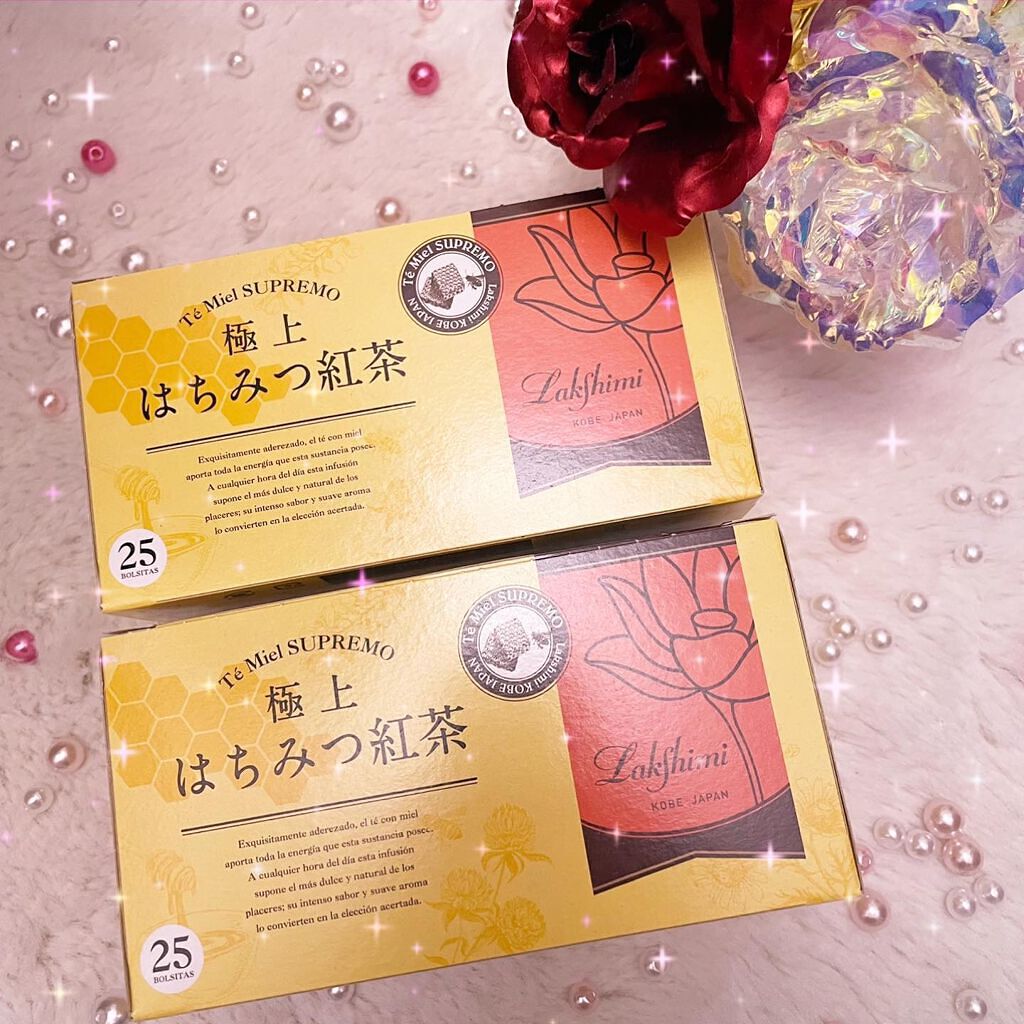 Té Miel SUPREMO
極上
はちみつ紅茶
Exquisitamente aderezado, el té con miel
aporta toda la energía que esta sustancia posee.
A cualquier hora del día esta infusión
supone el más dulce y natural de los
placeres; su intenso sabor y suave aroma
lo convierten en la elección acertada.
25
BOLSITAS
Té Miel SUPREMO
Lakshimi KOBE JAPAN
Lakshimi
KOBE JAPAN
Té Miel SUPREMO
極上
はちみつ紅茶
Exquisitamente aderezado, el té con miel
aporta toda la energía que esta sustancia posee.
A cualquier hora del día esta infusión
supone el más dulce y natural de los
placeres; su intenso sabor y suave aroma
lo convierten en la elección acertada.
25
BOLSITAS
Té Miel SUPREMO
Lakshimi KOBE JAPAN
Lakshimi
KOBE JAPAN